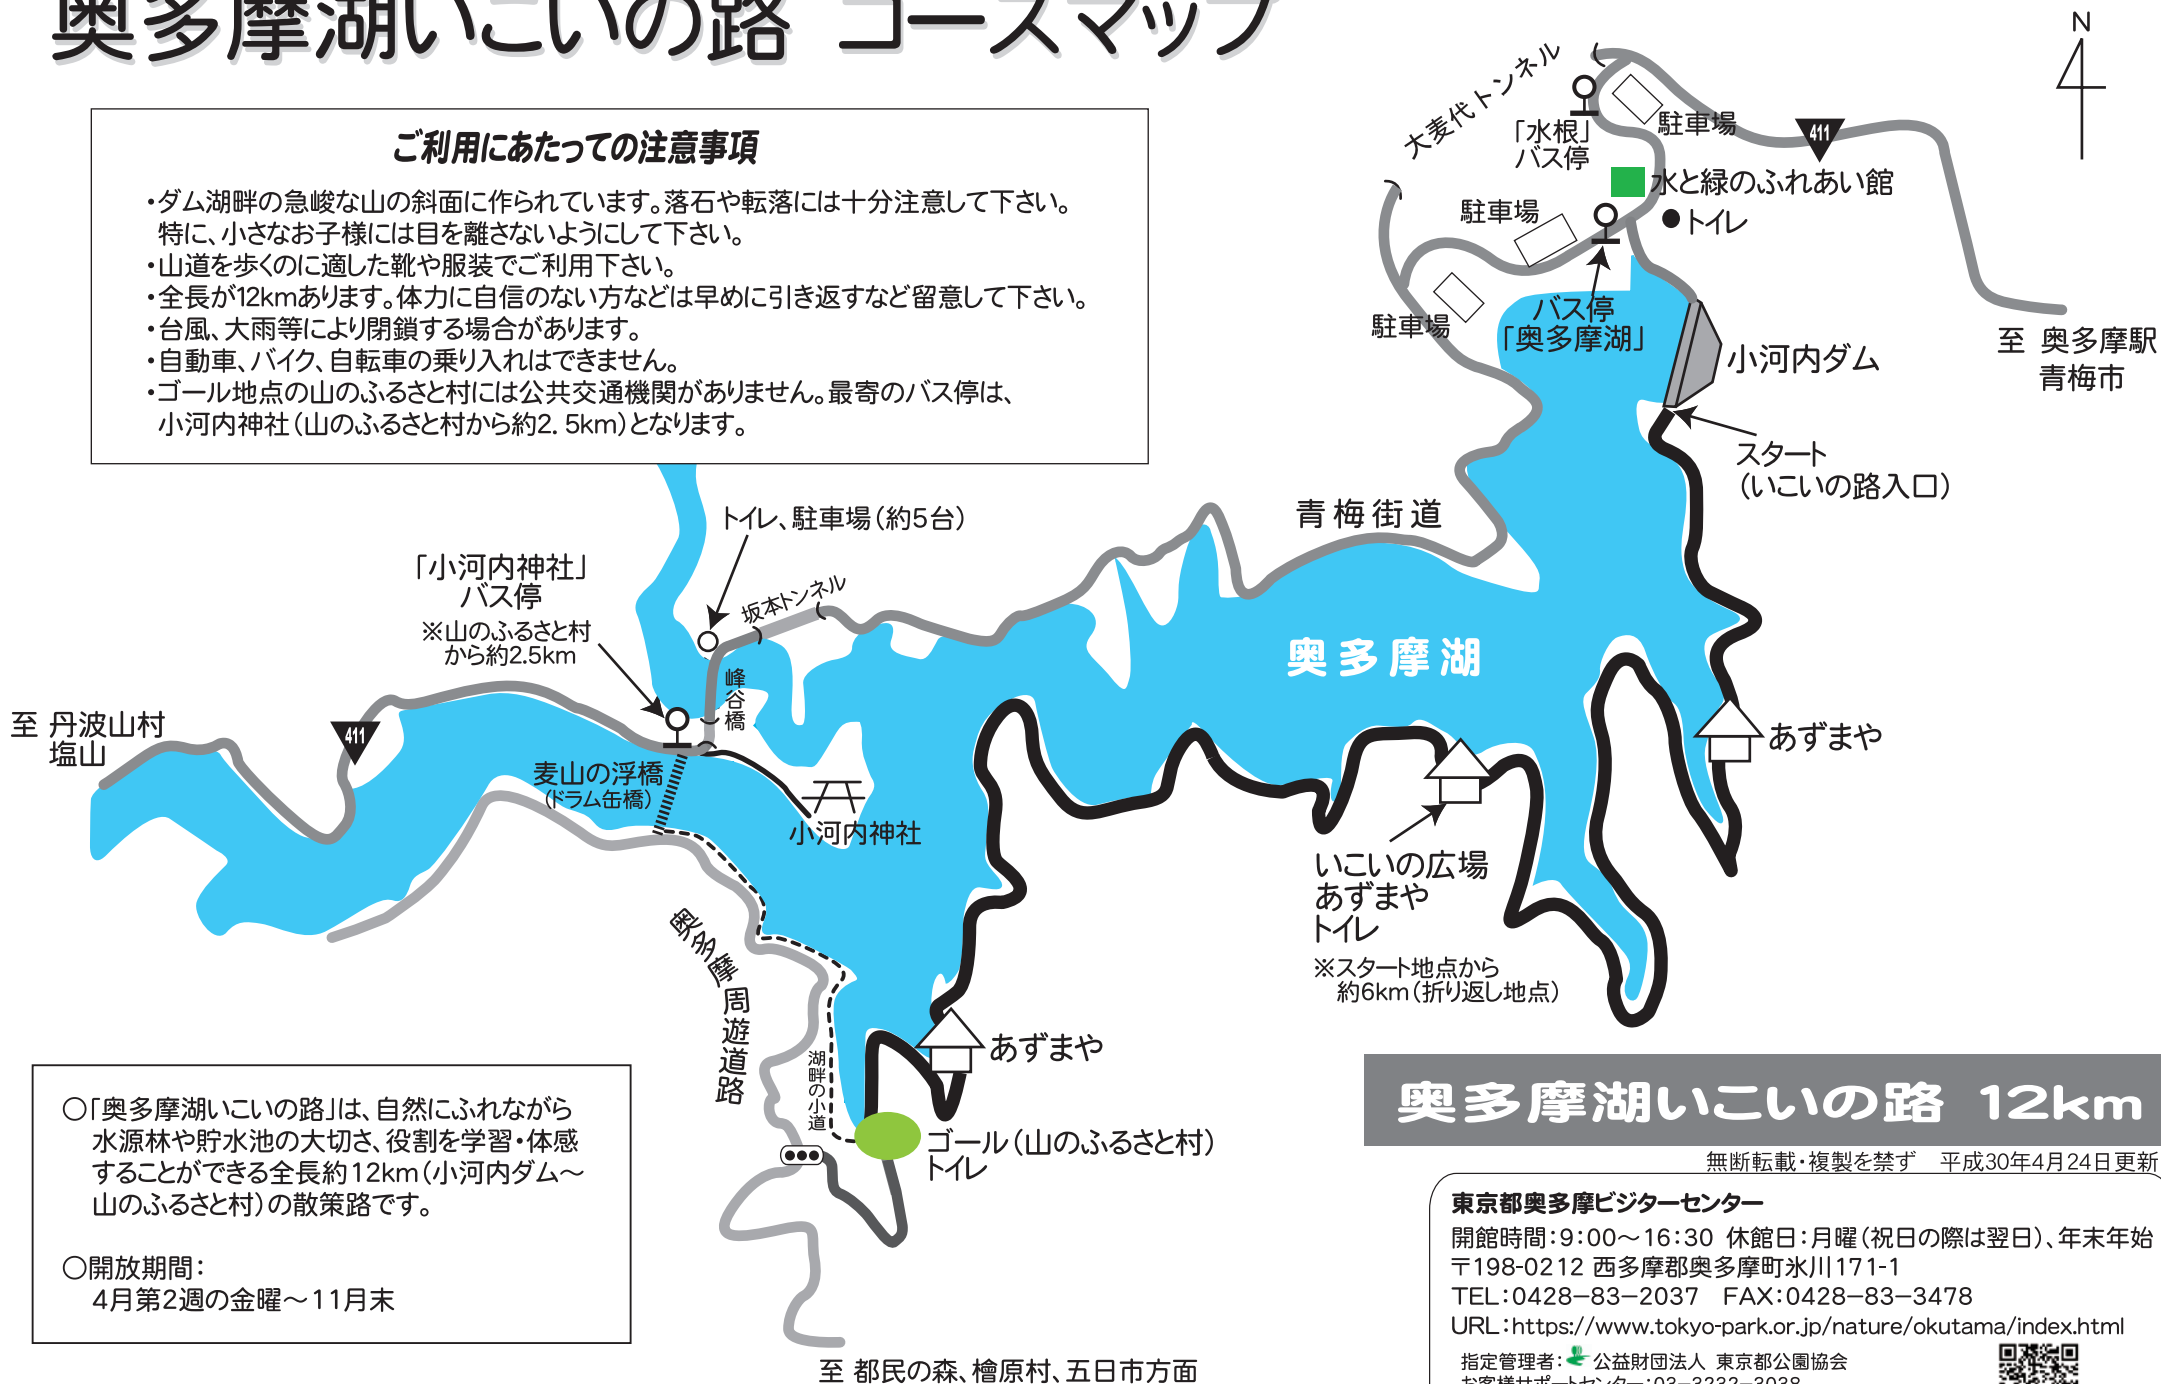 奥多摩湖いこいの路 コースマップ
ご利用にあたっての注意事項
・ダム湖畔の急峻な山の斜面に作られています。落石や転落には十分注意して下さい。
特に、小さなお子様には目を離さないようにして下さい。
・山道を歩くのに適した靴や服装でご利用下さい。
・全長が12kmあります。体力に自信のない方などは早めに引き返すなど留意して下さい。
・台風、大雨等により閉鎖する場合があります。
・自動車、バイク、自転車の乗り入れはできません。
・ゴール地点の山のふるさと村には公共交通機関がありません。最寄のバス停は、
小河内神社（山のふるさと村から約2.5km）となります。
N
大麦代トンネル
「水根」
バス停
駐車場
411
水と緑のふれあい館
トイレ
駐車場
駐車場
バス停
「奥多摩湖」
小河内ダム
至 奥多摩駅
青梅市
スタート
（いこいの路入口）
青梅街道
トイレ、駐車場（約5台）
「小河内神社」
バス停
※山のふるさと村
から約2.5km
坂本トンネル
峰谷橋
奥多摩湖
至 丹波山村
塩山
411
麦山の浮橋
（ドラム缶橋）
小河内神社
あずまや
いこいの広場
あずまや
トイレ
※スタート地点から
約6km（折り返し地点）
奥多摩周遊道路
湖畔の小道
あずまや
ゴール（山のふるさと村）
トイレ
至 都民の森、檜原村、五日市方面
○「奥多摩湖いこいの路」は、自然にふれながら
水源林や貯水池の大切さ、役割を学習・体感
することができる全長約12km（小河内ダム〜
山のふるさと村）の散策路です。
○開放期間：
4月第2週の金曜〜11月末
奥多摩湖いこいの路 12km
無断転載・複製を禁ず 平成30年4月24日更新
東京都奥多摩ビジターセンター
開館時間：9：00〜16：30 休館日：月曜（祝日の際は翌日）、年末年始
〒198-0212 西多摩郡奥多摩町氷川171-1
TEL：0428−83−2037 FAX：0428−83−3478
URL：https://www.tokyo-park.or.jp/nature/okutama/index.html
指定管理者：公益財団法人 東京都公園協会
お客様サポートセンター：03−3232−3038